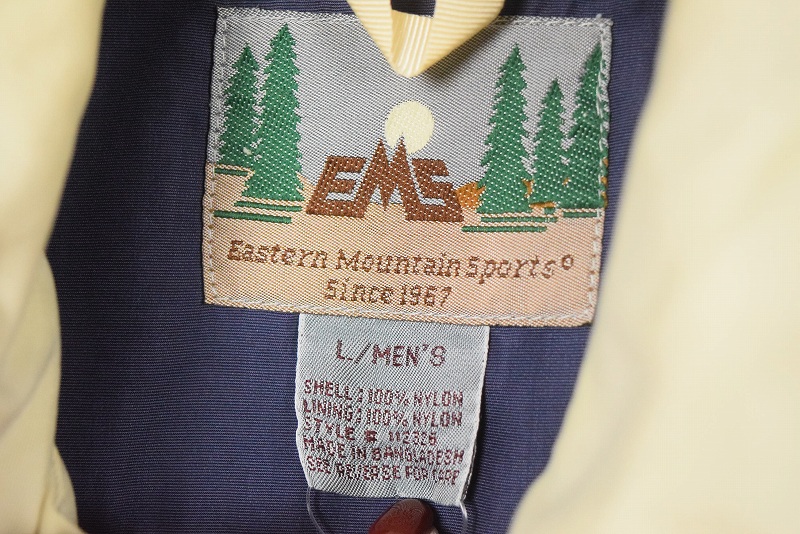 EMS
Eastern Mountain Sports®
Since 1967
L/MEN'S
SHELL: 100% NYLON
LINING: 100% NYLON
STYLE # 112326
MADE IN BANGLADESH
SEE REVERSE FOR CARE